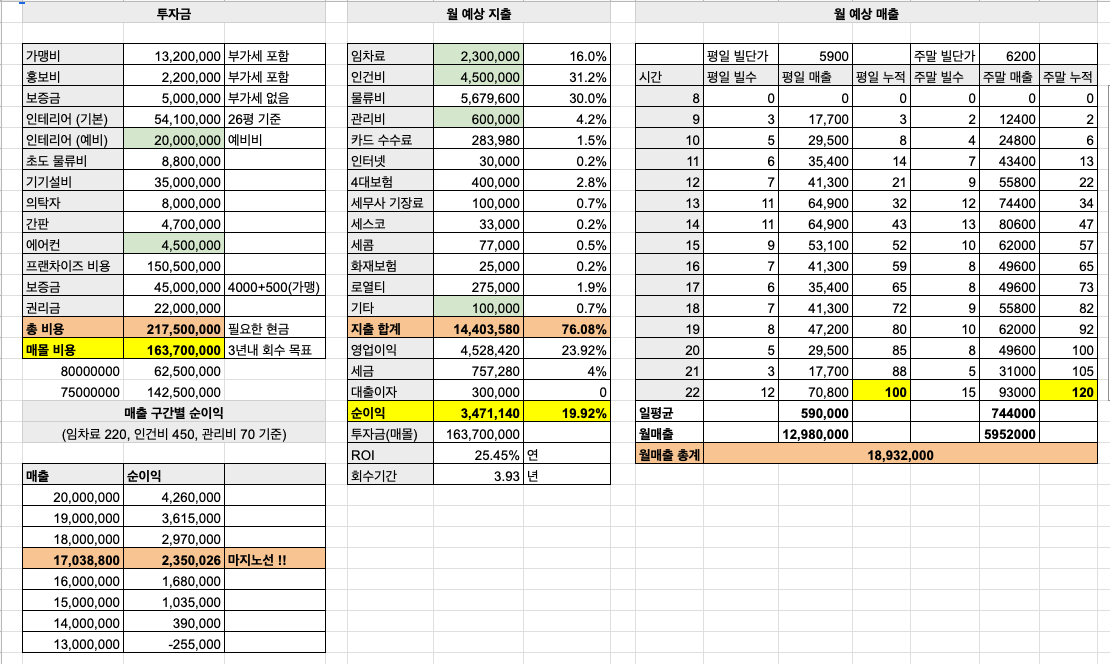 투자금
가맹비 13,200,000 부가세 포함
홍보비 2,200,000 부가세 포함
보증금 5,000,000 부가세 없음
인테리어 (기본) 54,100,000 26평 기준
인테리어 (예비) 20,000,000 예비비
초도 물류비 8,800,000
기기설비 35,000,000
의탁자 8,000,000
간판 4,700,000
에어컨 4,500,000
프랜차이즈 비용 150,500,000
보증금 45,000,000 4000+500(가맹)
권리금 22,000,000
총 비용 217,500,000 필요한 현금
매몰 비용 163,700,000 3년내 회수 목표
80000000 62,500,000
75000000 142,500,000
매출 구간별 순이익
(임차료 220, 인건비 450, 관리비 70 기준)
매출 순이익
20,000,000 4,260,000
19,000,000 3,615,000
18,000,000 2,970,000
17,038,800 2,350,026 마지노선 !!
16,000,000 1,680,000
15,000,000 1,035,000
14,000,000 390,000
13,000,000 -255,000
월 예상 지출
임차료 2,300,000 16.0%
인건비 4,500,000 31.2%
물류비 5,679,600 30.0%
관리비 600,000 4.2%
카드 수수료 283,980 1.5%
인터넷 30,000 0.2%
4대보험 400,000 2.8%
세무사 기장료 100,000 0.7%
세스코 33,000 0.2%
세콤 77,000 0.5%
화재보험 25,000 0.2%
로열티 275,000 1.9%
기타 100,000 0.7%
지출 합계 14,403,580 76.08%
영업이익 4,528,420 23.92%
세금 757,280 4%
대출이자 300,000 0
순이익 3,471,140 19.92%
투자금(매몰) 163,700,000
ROI 25.45% 연
회수기간 3.93 년
월 예상 매출
평일 빌단가 5900 주말 빌단가 6200
시간 평일 빌수 평일 매출 평일 누적 주말 빌수 주말 매출 주말 누적
8 0 0 0 0 0 0
9 3 17,700 3 2 12400 2
10 5 29,500 8 4 24800 6
11 6 35,400 14 7 43400 13
12 7 41,300 21 9 55800 22
13 11 64,900 32 12 74400 34
14 11 64,900 43 13 80600 47
15 9 53,100 52 10 62000 57
16 7 41,300 59 8 49600 65
17 6 35,400 65 8 49600 73
18 7 41,300 72 9 55800 82
19 8 47,200 80 10 62000 92
20 5 29,500 85 8 49600 100
21 3 17,700 88 5 31000 105
22 12 70,800 100 15 93000 120
일평균 590,000 744000
월매출 12,980,000 5952000
월매출 총계 18,932,000